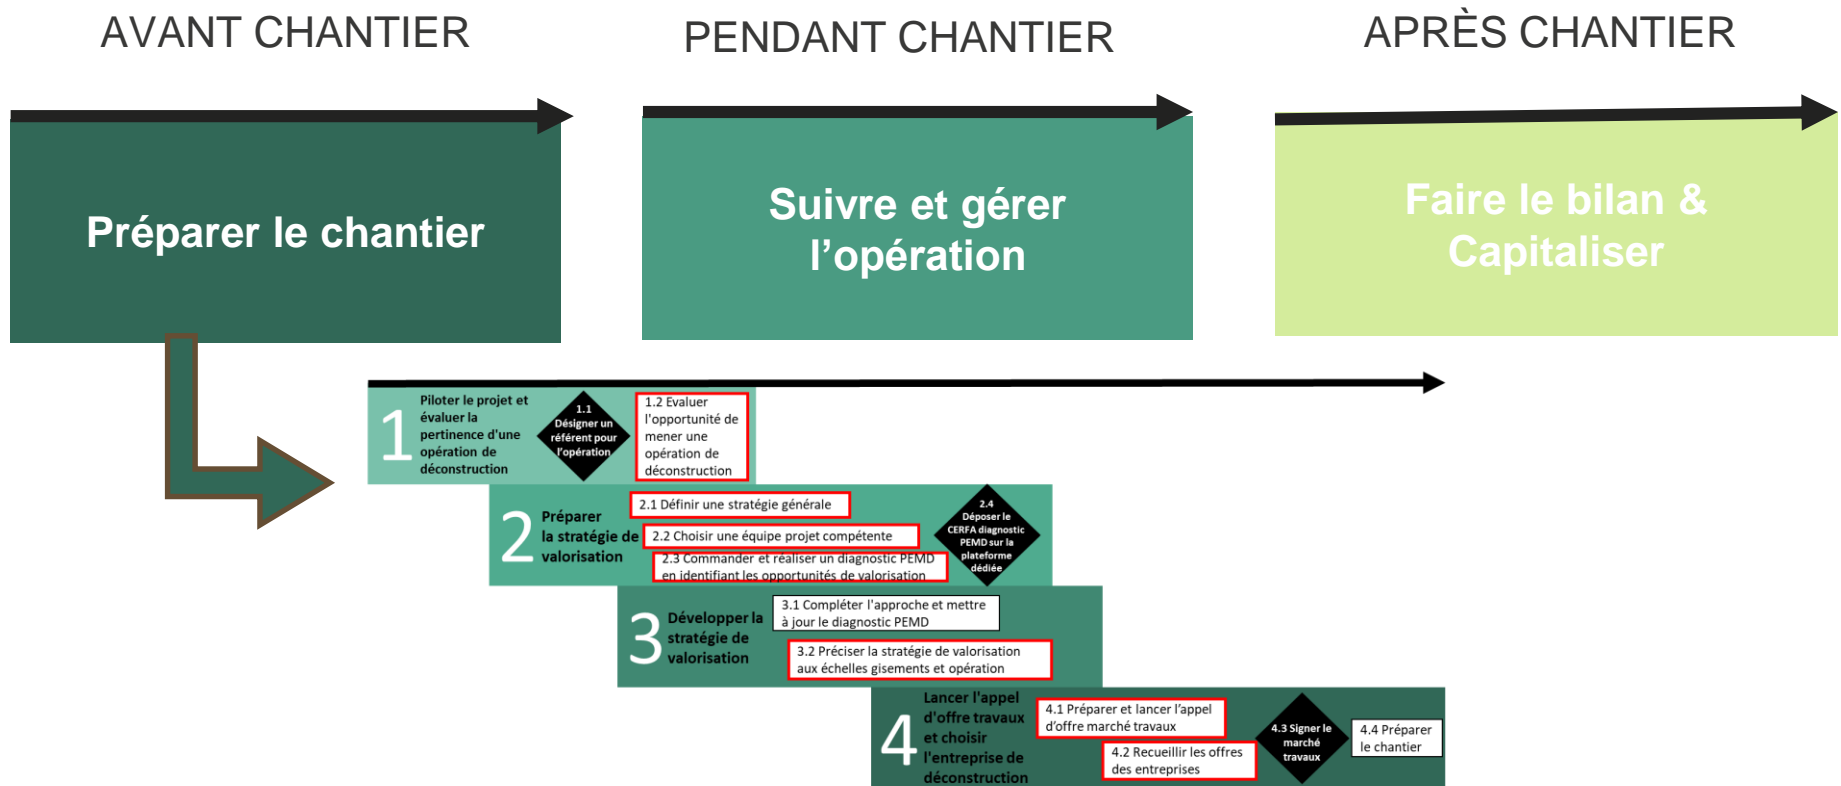 AVANT CHANTIER
PENDANT CHANTIER
APRÈS CHANTIER
Préparer le chantier
Suivre et gérer
l'opération
Faire le bilan &
Capitaliser
1
Piloter le projet et
évaluer la
pertinence d'une
opération de
déconstruction
1.1
Désigner un
référent pour
l'opération
1.2 Evaluer
l'opportunité de
mener une
opération de
déconstruction
2
Préparer
la stratégie de
valorisation
2.1 Définir une stratégie générale
2.2 Choisir une équipe projet compétente
2.3 Commander et réaliser un diagnostic PEMD
en identifiant les opportunités de valorisation
2.4
Déposer le
CERFA diagnostic
PEMD sur la
plateforme
dédiée
3
Développer la
stratégie de
valorisation
3.1 Compléter l'approche et mettre
à jour le diagnostic PEMD
3.2 Préciser la stratégie de valorisation
aux échelles gisements et opération
4
Lancer l'appel
d'offre travaux
et choisir
l'entreprise de
déconstruction
4.1 Préparer et lancer l'appel
d'offre marché travaux
4.2 Recueillir les offres
des entreprises
4.3 Signer le
marché
travaux
4.4 Préparer
le chantier